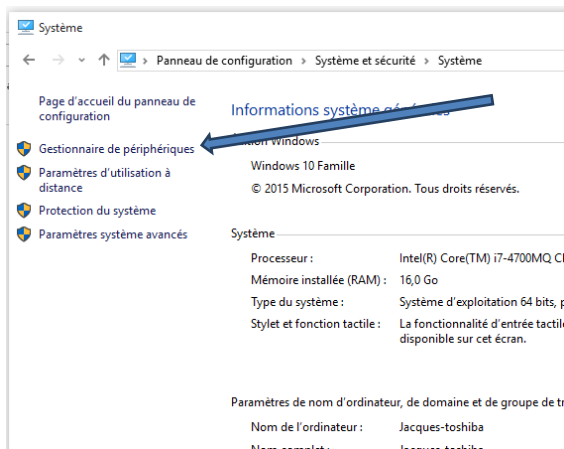 Système
Panneau de configuration > Système et sécurité > Système
Page d'accueil du panneau de
configuration
Gestionnaire de périphériques
Paramètres d'utilisation à
distance
Protection du système
Paramètres système avancés
Informations système
Windows
Windows 10 Famille
© 2015 Microsoft Corporation. Tous droits réservés.
Système
Processeur : Intel(R) Core(TM) i7-4700MQ
Mémoire installée (RAM) : 16,0 Go
Type du système : Système d'exploitation 64 bits,
Stylet et fonction tactile : La fonctionnalité d'entrée
disponible sur cet écran.
Paramètres de nom d'ordinateur, de domaine et de groupe de
Nom de l'ordinateur : Jacques-toshiba